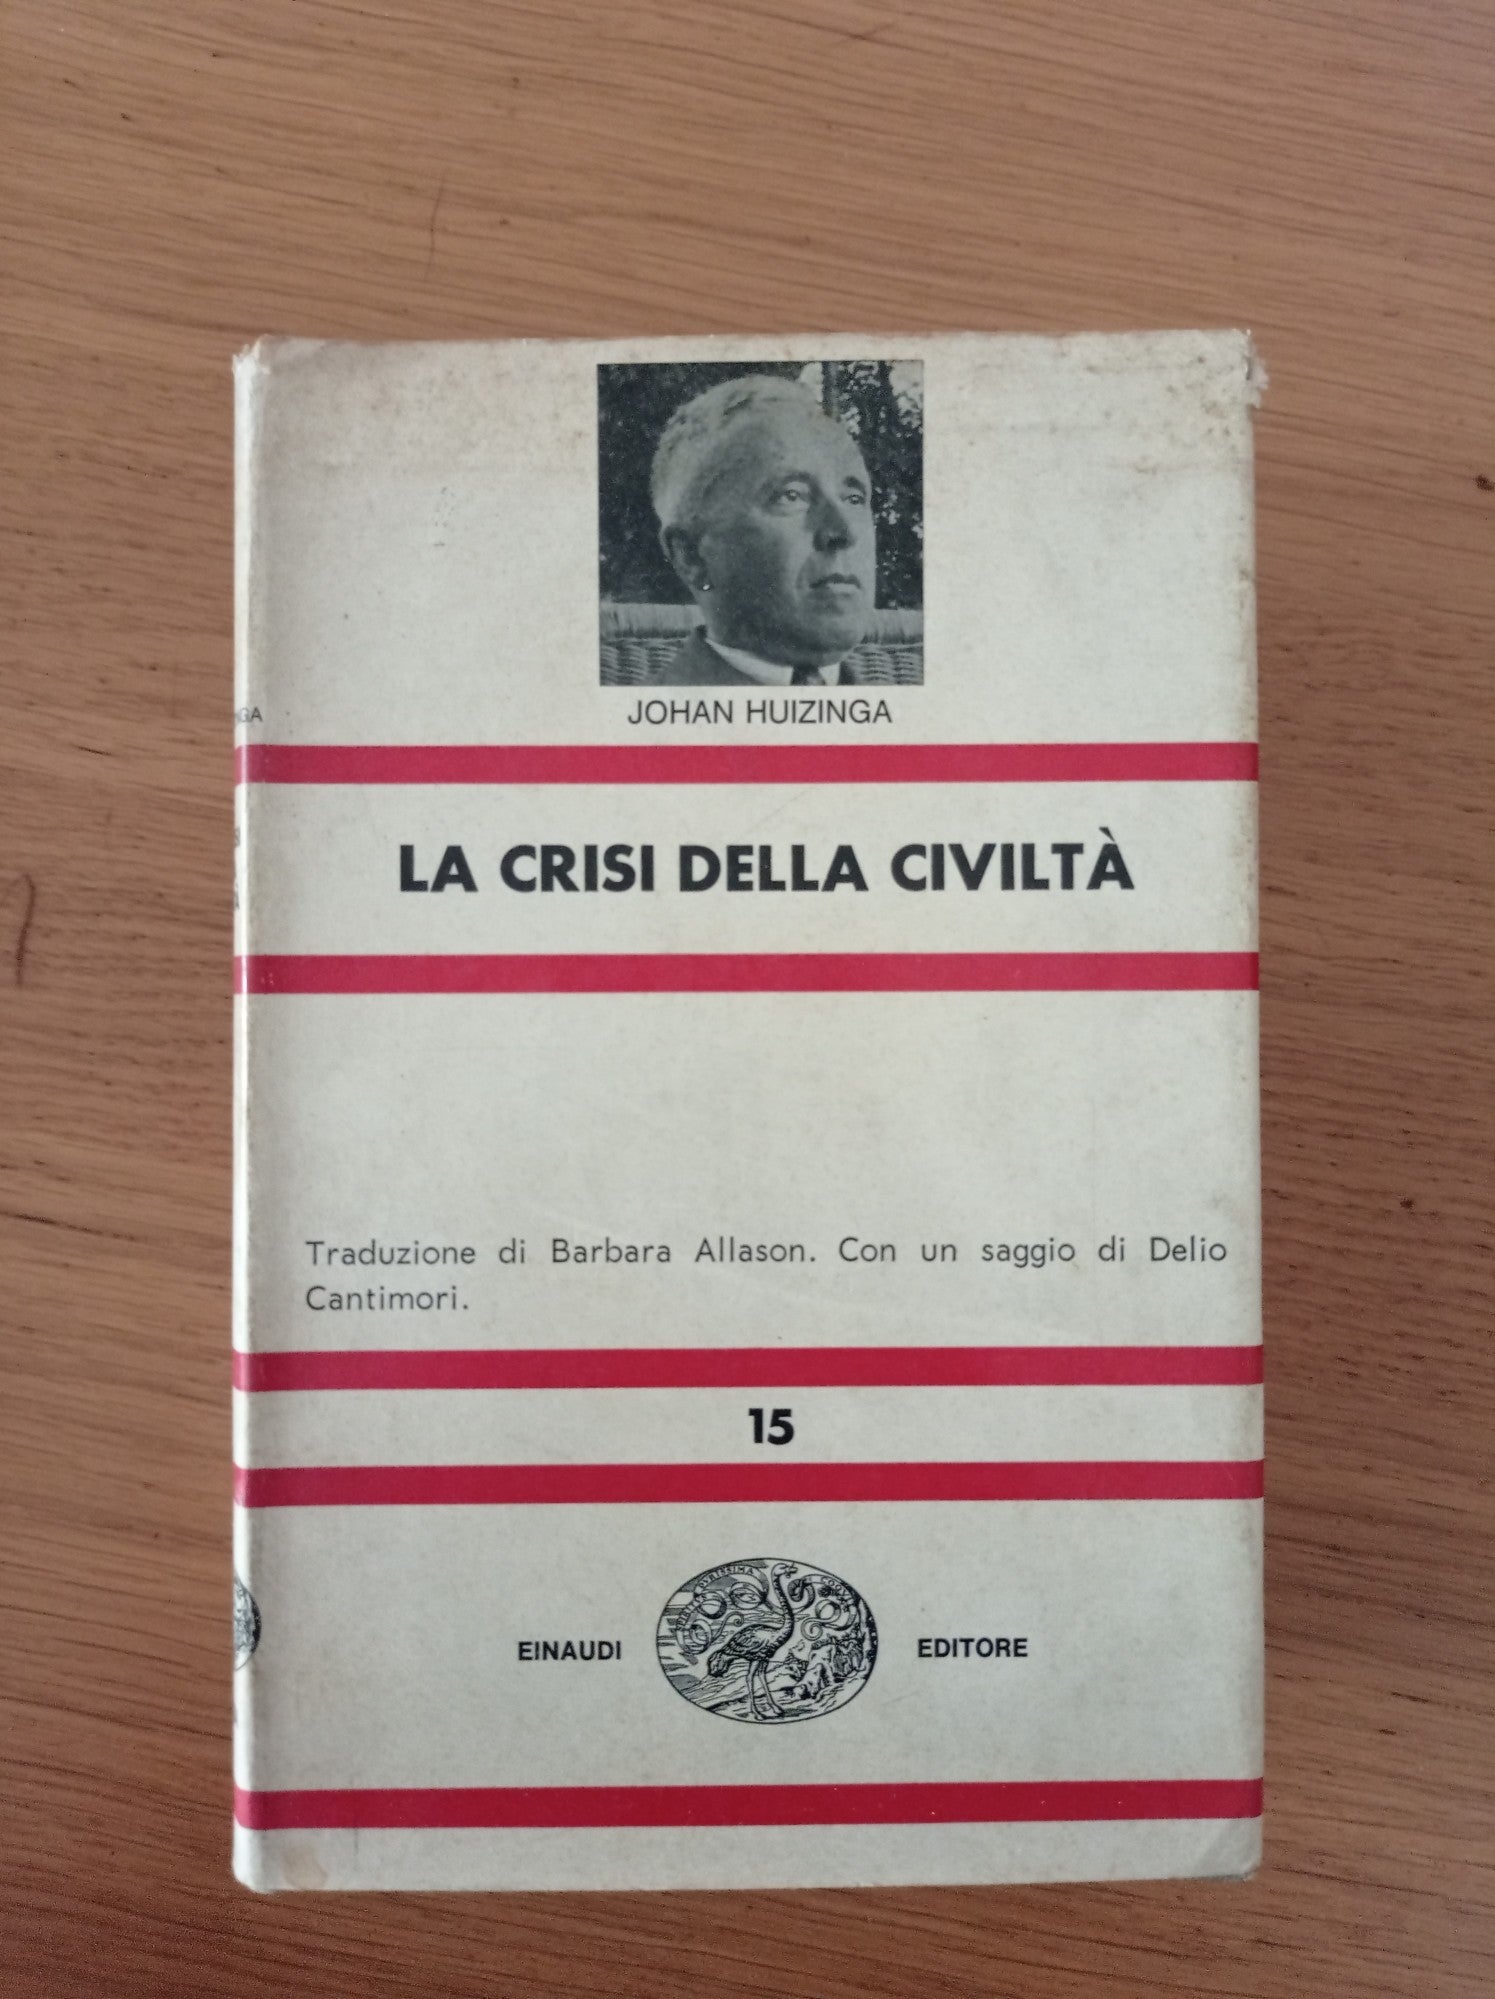 JOHAN HUIZINGA
GA
LA CRISI DELLA CIVILTÀ
Traduzione di Barbara Allason. Con un saggio di Delio
Cantimori.
15
EINAUDI
EDITORE